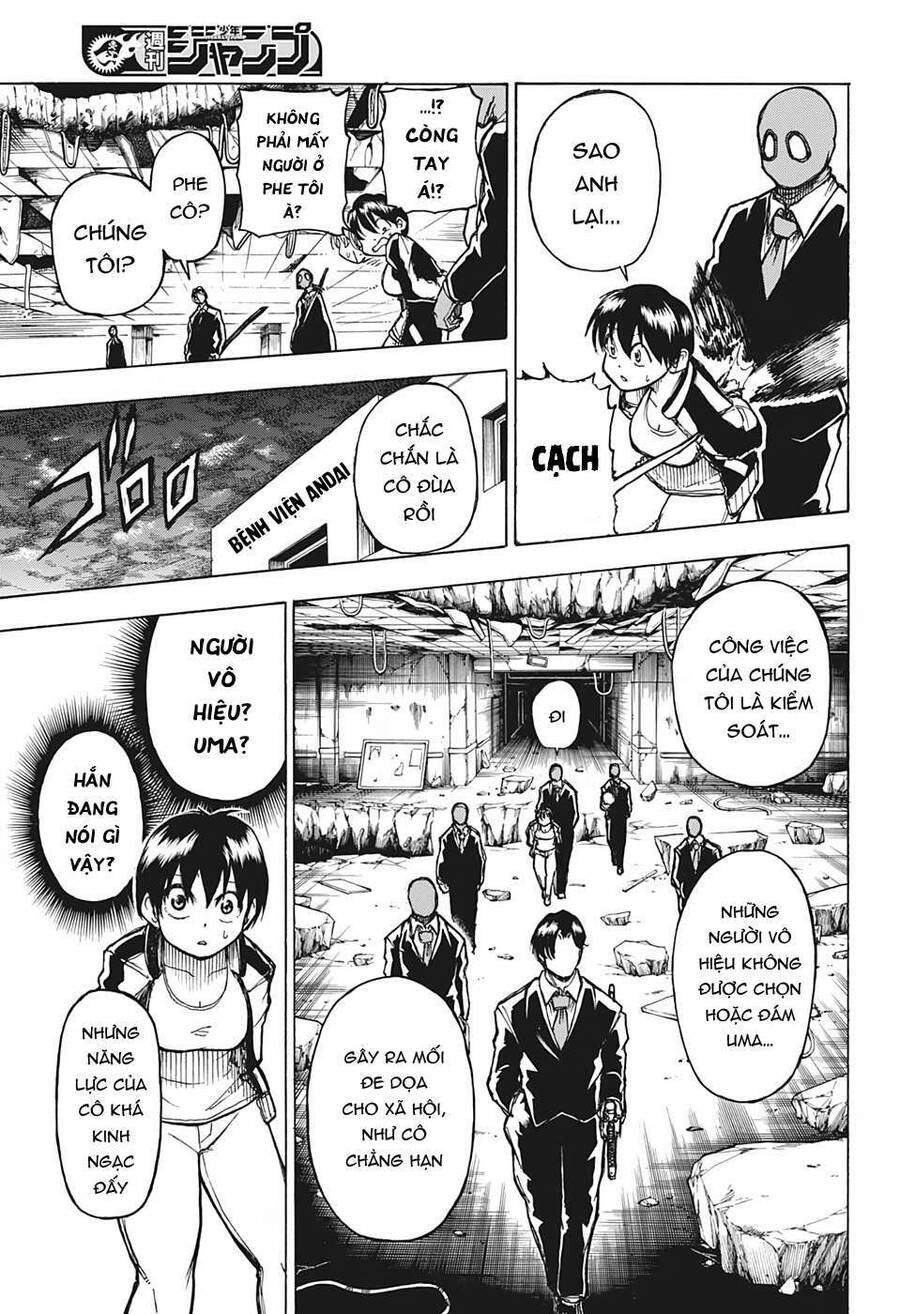 週刊
少年
ジャンプ
SAO
ANH
LẠI...
CẠCH
...!?
CÒNG
TAY
Á!?
KHÔNG
PHẢI MẤY
NGƯỜI Ở
PHE TÔI
À?
PHE
CÔ?
CHÚNG
TÔI?
CHẮC
CHẮN LÀ
CÔ ĐÙA
RỒI
BỆNH VIỆN ANDAI
ゴロロ
CÔNG VIỆC
CỦA CHÚNG
TÔI LÀ KIỂM
SOÁT...
ĐI
NHỮNG
NGƯỜI VÔ
HIỆU KHÔNG
ĐƯỢC CHỌN
HOẶC ĐÁM
UMA...
GÂY RA MỐI
ĐE DỌA
CHO XÃ HỘI,
NHƯ CÔ
CHẲNG HẠN
NGƯỜI
VÔ
HIỆU?
UMA?
HẮN
ĐANG
NÓI GÌ
VẬY?
NHƯNG
NĂNG
LỰC CỦA
CÔ KHÁ
KINH
NGẠC
ĐẤY